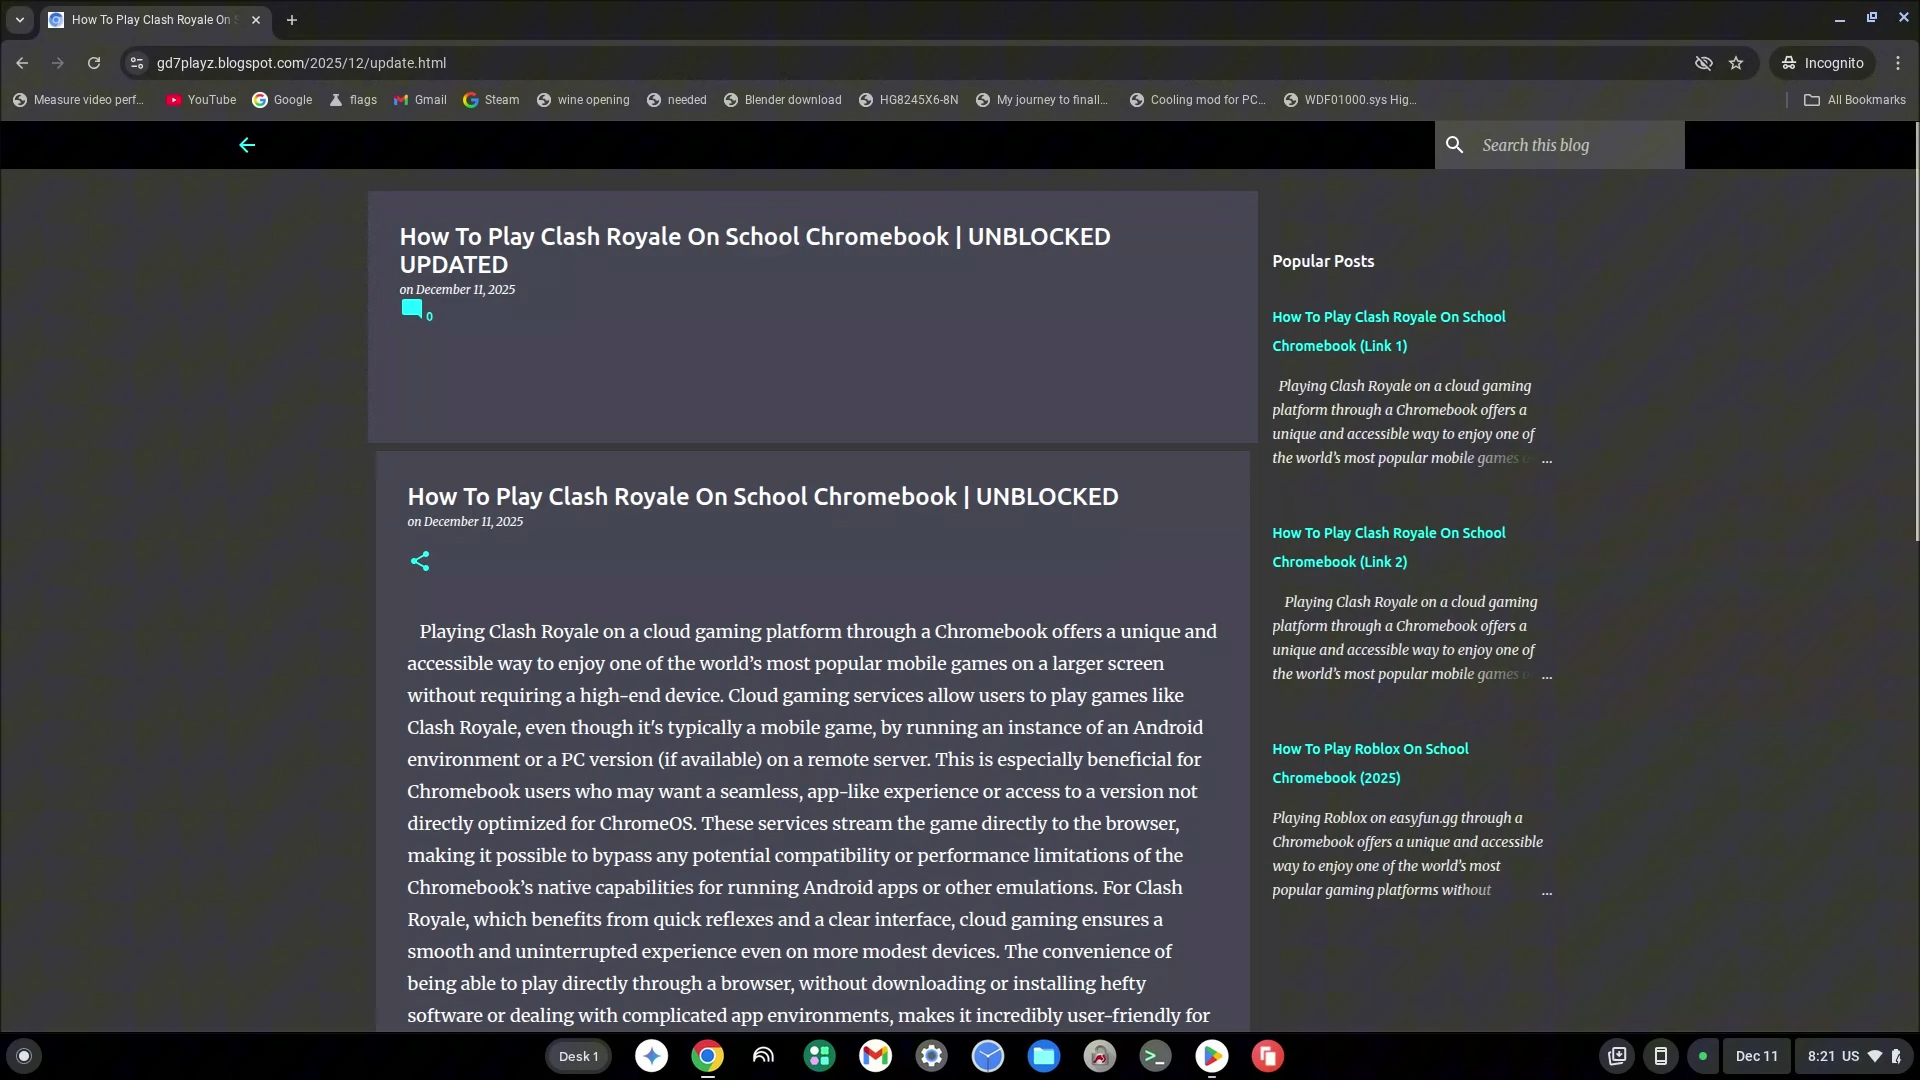 How To Play Clash Royale On S
gd7playz.blogspot.com/2025/12/update.html
Incognito
Measure video perf...
YouTube
Google
flags
Gmail
Steam
wine opening
needed
Blender download
HG8245X6-8N
My journey to finall...
Cooling mod for PC...
WDF01000.sys Hig...
All Bookmarks
Search this blog
How To Play Clash Royale On School Chromebook | UNBLOCKED
UPDATED
on December 11, 2025
0
How To Play Clash Royale On School Chromebook | UNBLOCKED
on December 11, 2025
Playing Clash Royale on a cloud gaming platform through a Chromebook offers a unique and
accessible way to enjoy one of the world’s most popular mobile games on a larger screen
without requiring a high-end device. Cloud gaming services allow users to play games like
Clash Royale, even though it's typically a mobile game, by running an instance of an Android
environment or a PC version (if available) on a remote server. This is especially beneficial for
Chromebook users who may want a seamless, app-like experience or access to a version not
directly optimized for ChromeOS. These services stream the game directly to the browser,
making it possible to bypass any potential compatibility or performance limitations of the
Chromebook’s native capabilities for running Android apps or other emulations. For Clash
Royale, which benefits from quick reflexes and a clear interface, cloud gaming ensures a
smooth and uninterrupted experience even on more modest devices. The convenience of
being able to play directly through a browser, without downloading or installing hefty
software or dealing with complicated app environments, makes it incredibly user-friendly for
Popular Posts
How To Play Clash Royale On School
Chromebook (Link 1)
Playing Clash Royale on a cloud gaming
platform through a Chromebook offers a
unique and accessible way to enjoy one of
the world’s most popular mobile games o ...
How To Play Clash Royale On School
Chromebook (Link 2)
Playing Clash Royale on a cloud gaming
platform through a Chromebook offers a
unique and accessible way to enjoy one of
the world’s most popular mobile games o ...
How To Play Roblox On School
Chromebook (2025)
Playing Roblox on easyfun.gg through a
Chromebook offers a unique and accessible
way to enjoy one of the world’s most
popular gaming platforms without ...
Desk 1
Dec 11
8:21 US